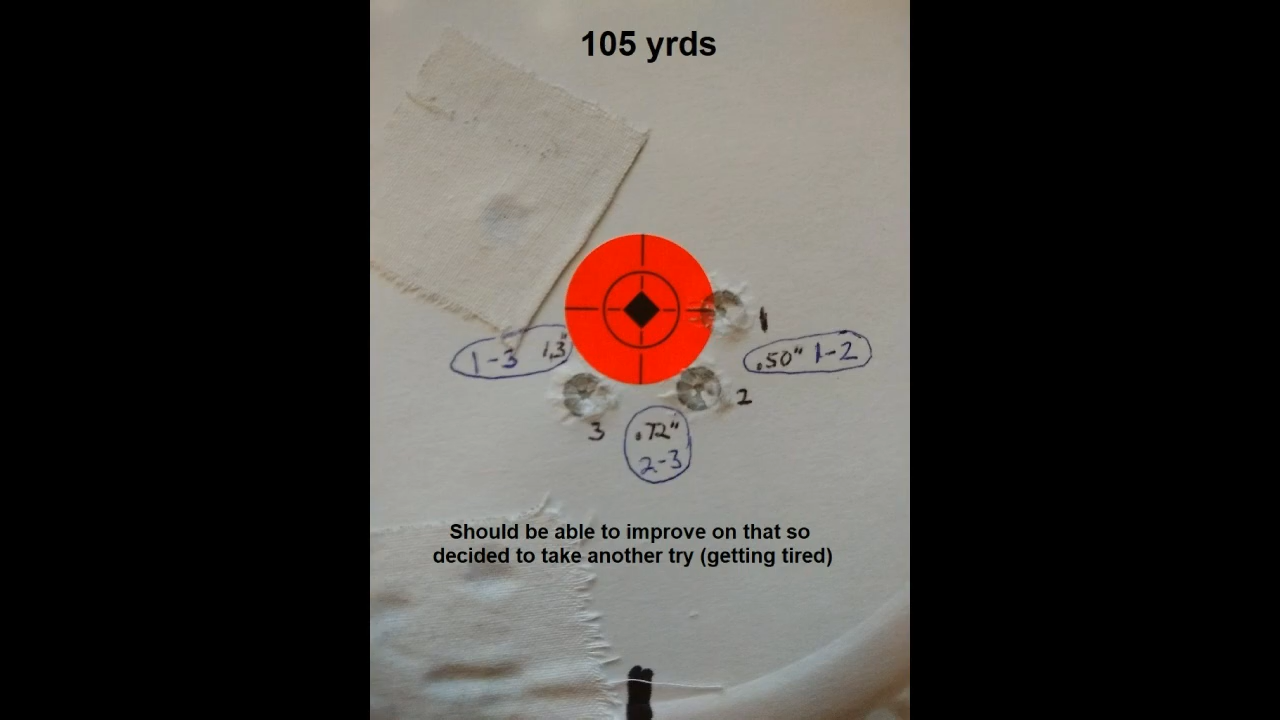 105 yrds
1
1-3 1.3"
.50" 1-2
2
3
.72"
2-3
Should be able to improve on that so
decided to take another try (getting tired)